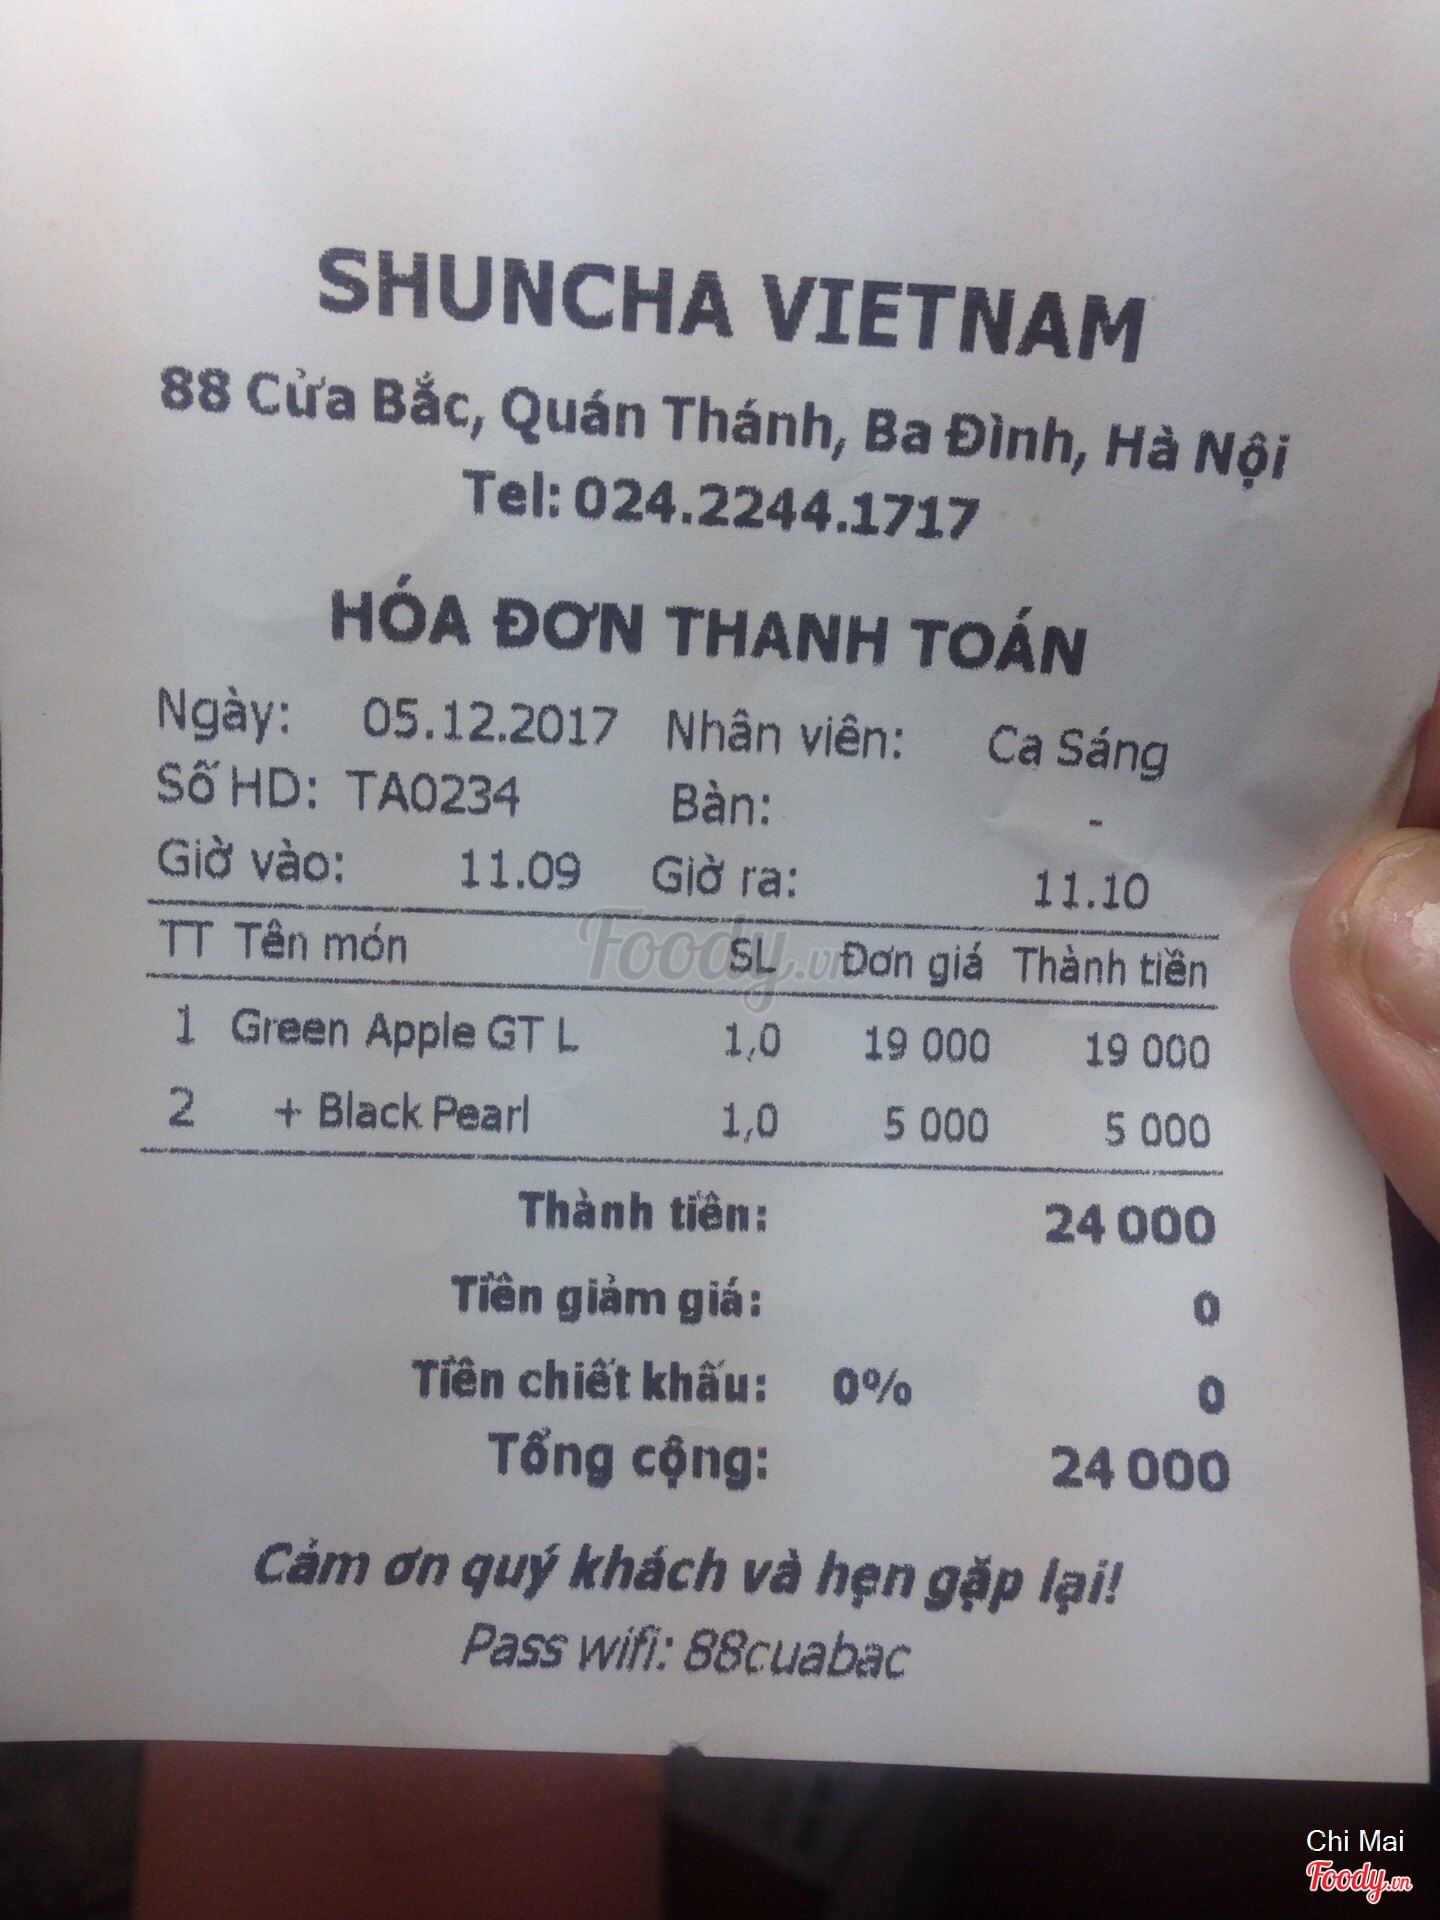 SHUNCHA VIETNAM
88 Cửa Bắc, Quán Thánh, Ba Đình, Hà Nội
Tel: 024.2244.1717
HÓA ĐƠN THANH TOÁN
Ngày: 05.12.2017 Nhân viên: Ca Sáng
Số HD: TA0234 Bàn: -
Giờ vào: 11.09 Giờ ra: 11.10
TT Tên món SL Đơn giá Thành tiền
1 Green Apple GT L 1,0 19 000 19 000
2 + Black Pearl 1,0 5 000 5 000
Thành tiền: 24 000
Tiền giảm giá: 0
Tiền chiết khấu: 0% 0
Tổng cộng: 24 000
Cảm ơn quý khách và hẹn gặp lại!
Pass wifi: 88cuabac
Foody.vn
Chi Mai
Foody.vn